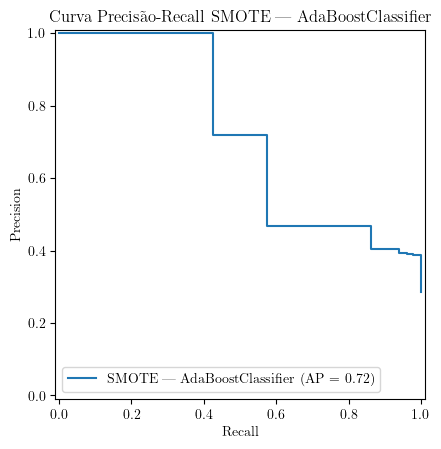 Curva Precisão-Recall SMOTE — AdaBoostClassifier
1.0
0.8
0.6
0.4
0.2
0.0
Precision
SMOTE — AdaBoostClassifier (AP = 0.72)
0.0 0.2 0.4 0.6 0.8 1.0
Recall